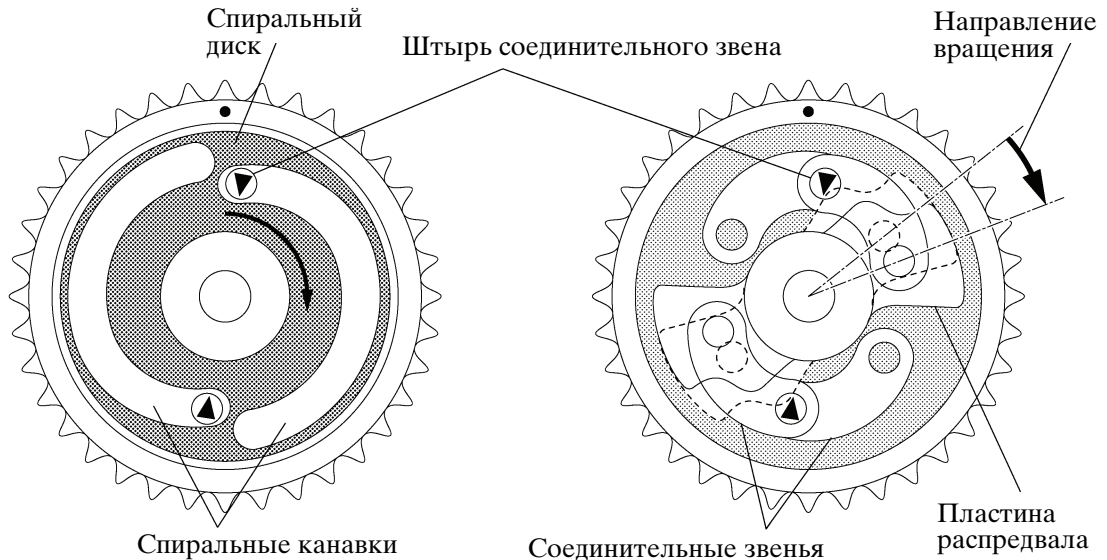 Спиральный
диск
Штырь соединительного звена
Направление
вращения
Спиральные канавки
Соединительные звенья
Пластина
распредвала